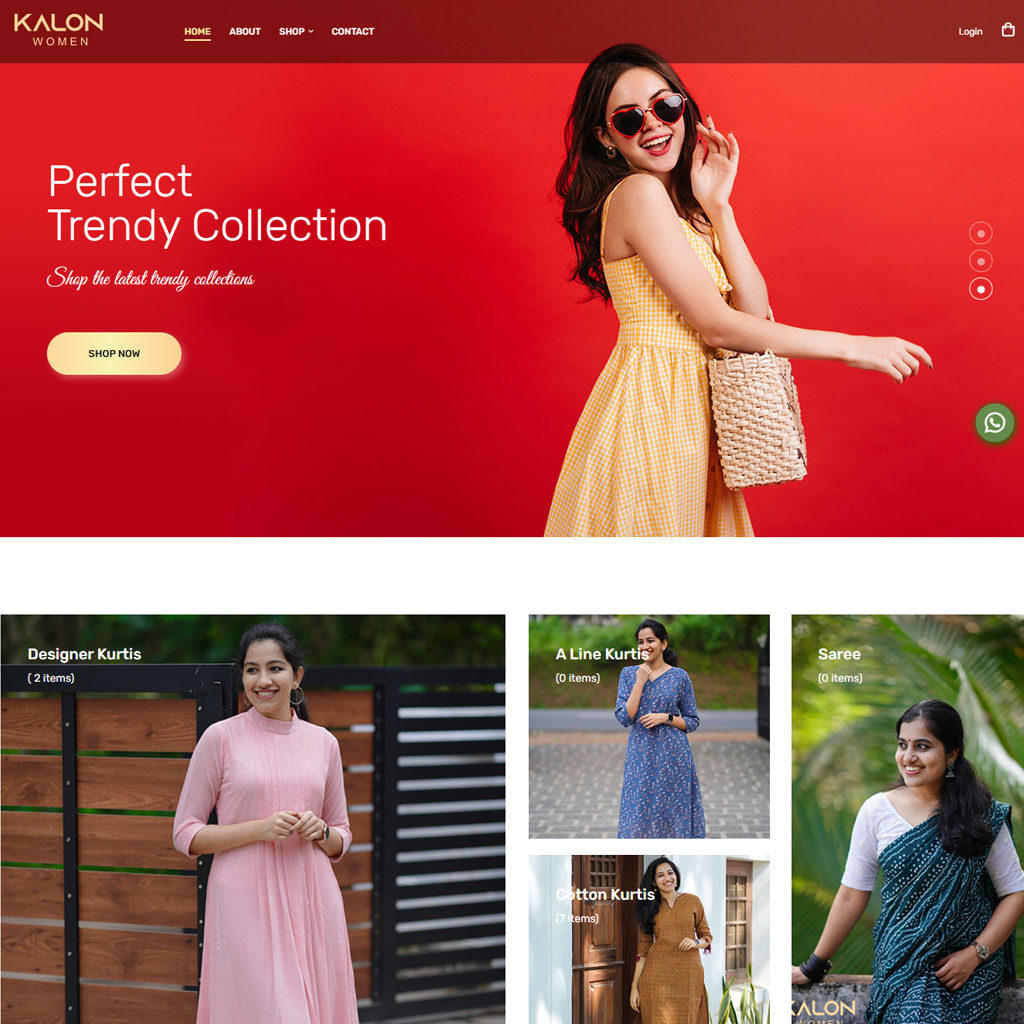 KALON
WOMEN
HOME ABOUT SHOP CONTACT Login
Perfect
Trendy Collection
Shop the latest trendy collections
SHOP NOW
Designer Kurtis
( 2 items)
A Line Kurtis
(0 items)
Saree
(0 items)
Cotton Kurtis
(7 items)
KALON
WOMEN